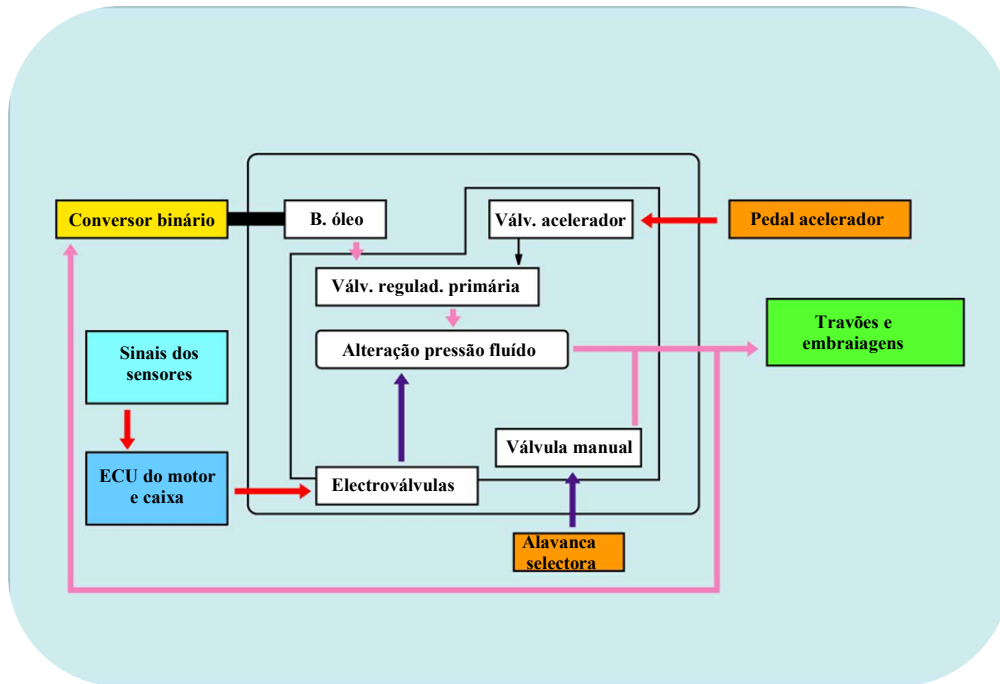 Conversor binário
B. óleo
Válv. acelerador
Pedal acelerador
Válv. regulad. primária
Travões e
embraiagens
Sinais dos
sensores
Alteração pressão fluído
Válvula manual
ECU do motor
e caixa
Electroválvulas
Alavanca
selectora